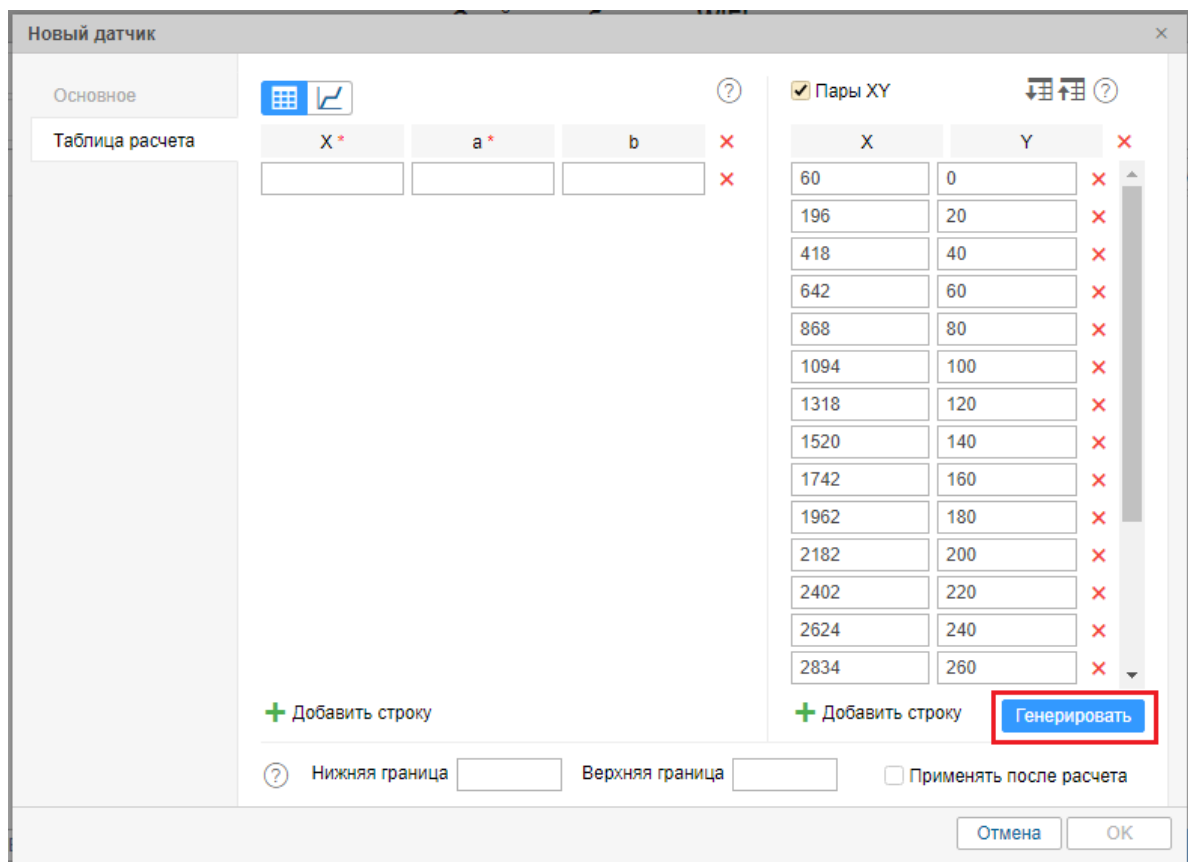 Новый датчик ×
Основное
Таблица расчета
?
Пары XY ?
X * a * b
X Y
60 0
196 20
418 40
642 60
868 80
1094 100
1318 120
1520 140
1742 160
1962 180
2182 200
2402 220
2624 240
2834 260
Добавить строку
Добавить строку Генерировать
? Нижняя граница Верхняя граница Применять после расчета
Отмена OK